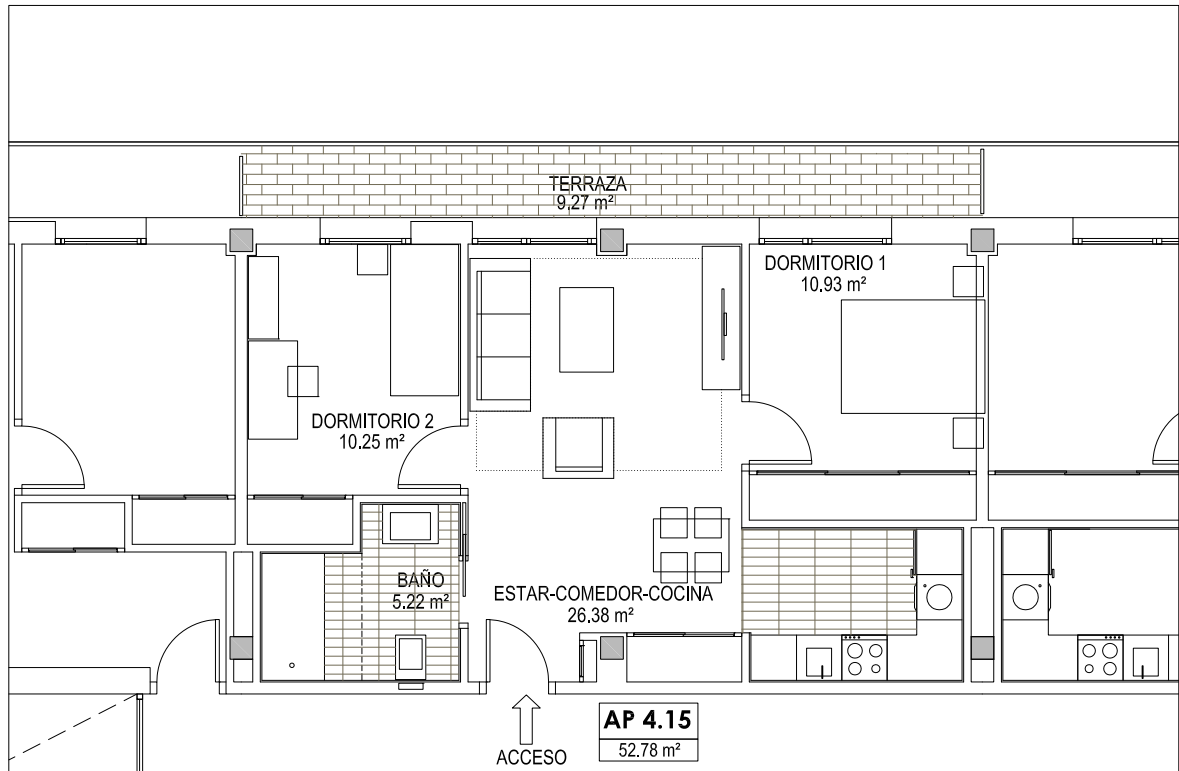 TERRAZA
9.27 m²
DORMITORIO 1
10.93 m²
DORMITORIO 2
10.25 m²
BAÑO
5.22 m²
ESTAR-COMEDOR-COCINA
26.38 m²
AP 4.15
52.78 m²
ACCESO